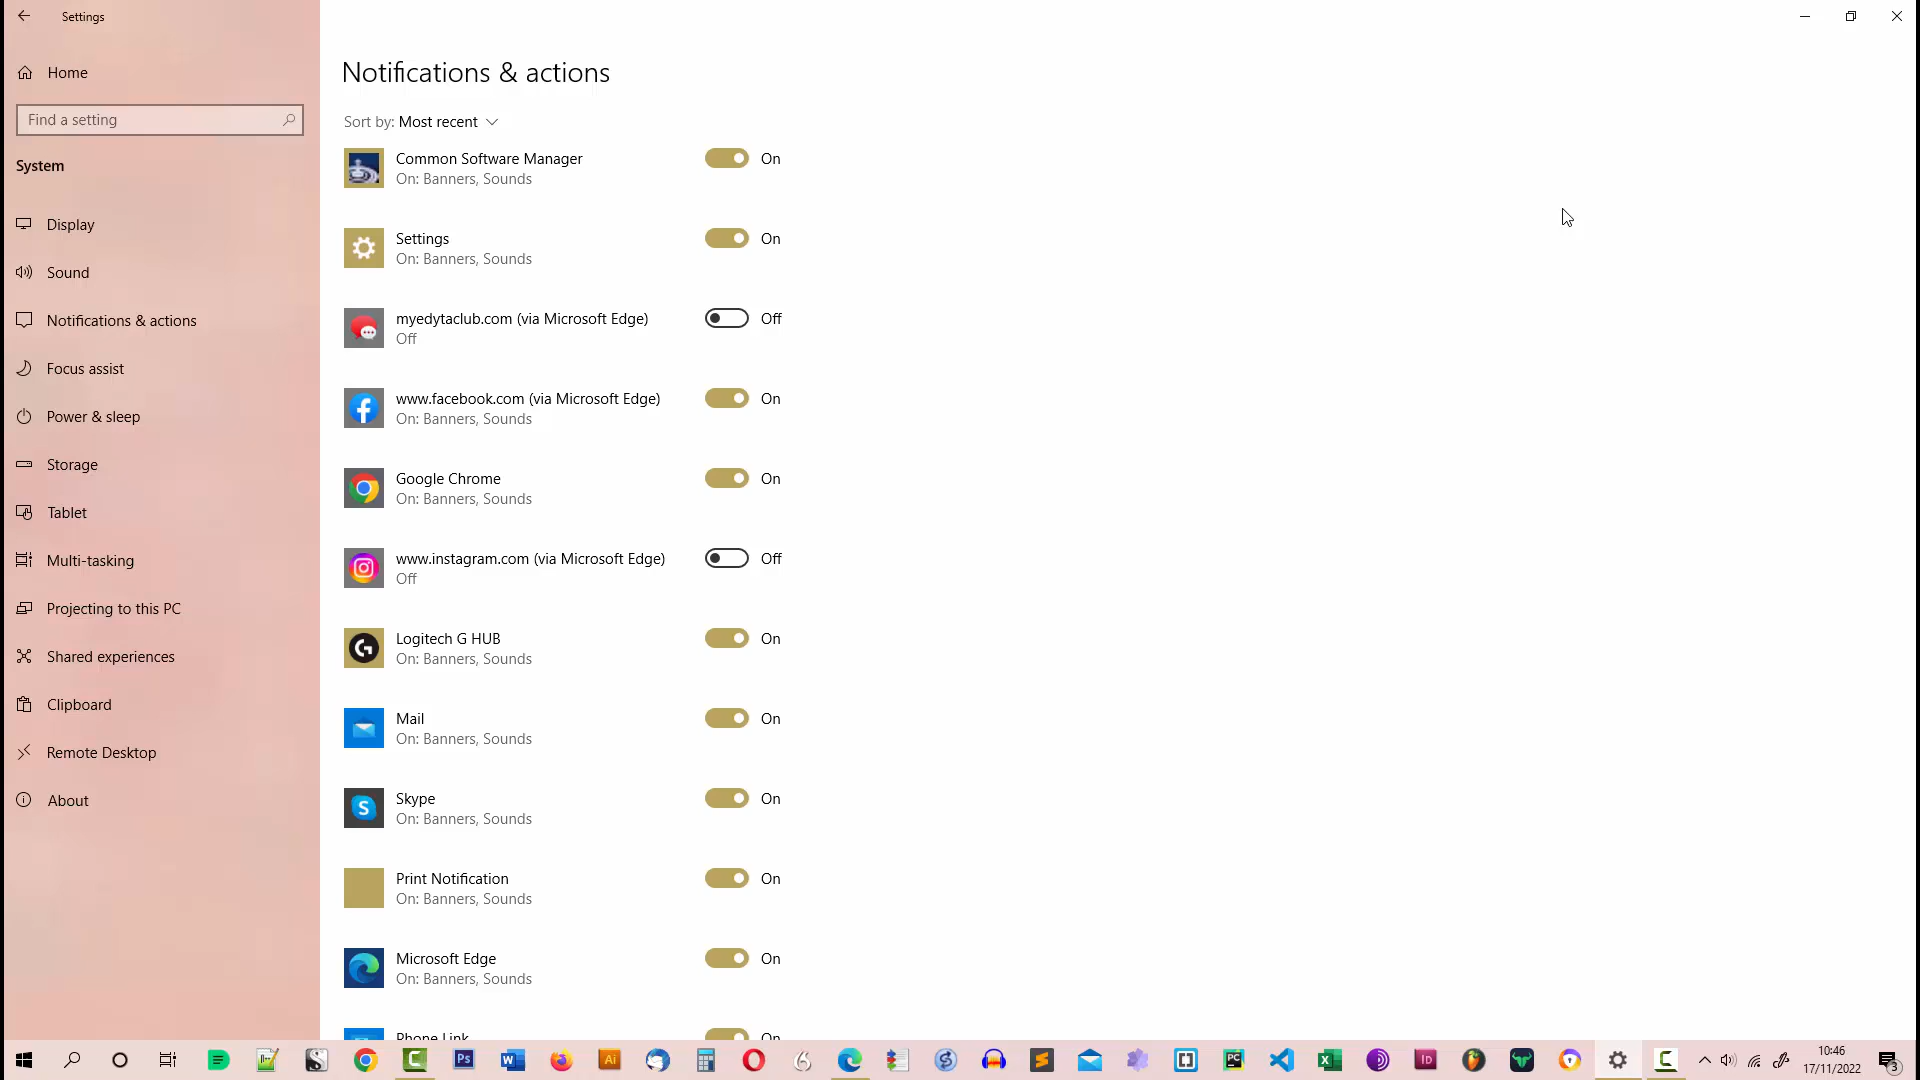 Settings
Home
Find a setting
System
Display
Sound
Notifications & actions
Focus assist
Power & sleep
Storage
Tablet
Multi-tasking
Projecting to this PC
Shared experiences
Clipboard
Remote Desktop
About
Notifications & actions
Sort by: Most recent
Common Software Manager
On: Banners, Sounds
On
Settings
On: Banners, Sounds
On
myedytaclub.com (via Microsoft Edge)
Off
Off
www.facebook.com (via Microsoft Edge)
On: Banners, Sounds
On
Google Chrome
On: Banners, Sounds
On
www.instagram.com (via Microsoft Edge)
Off
Off
Logitech G HUB
On: Banners, Sounds
On
Mail
On: Banners, Sounds
On
Skype
On: Banners, Sounds
On
Print Notification
On: Banners, Sounds
On
Microsoft Edge
On: Banners, Sounds
On
Phone Link
On
10:46
17/11/2022
3